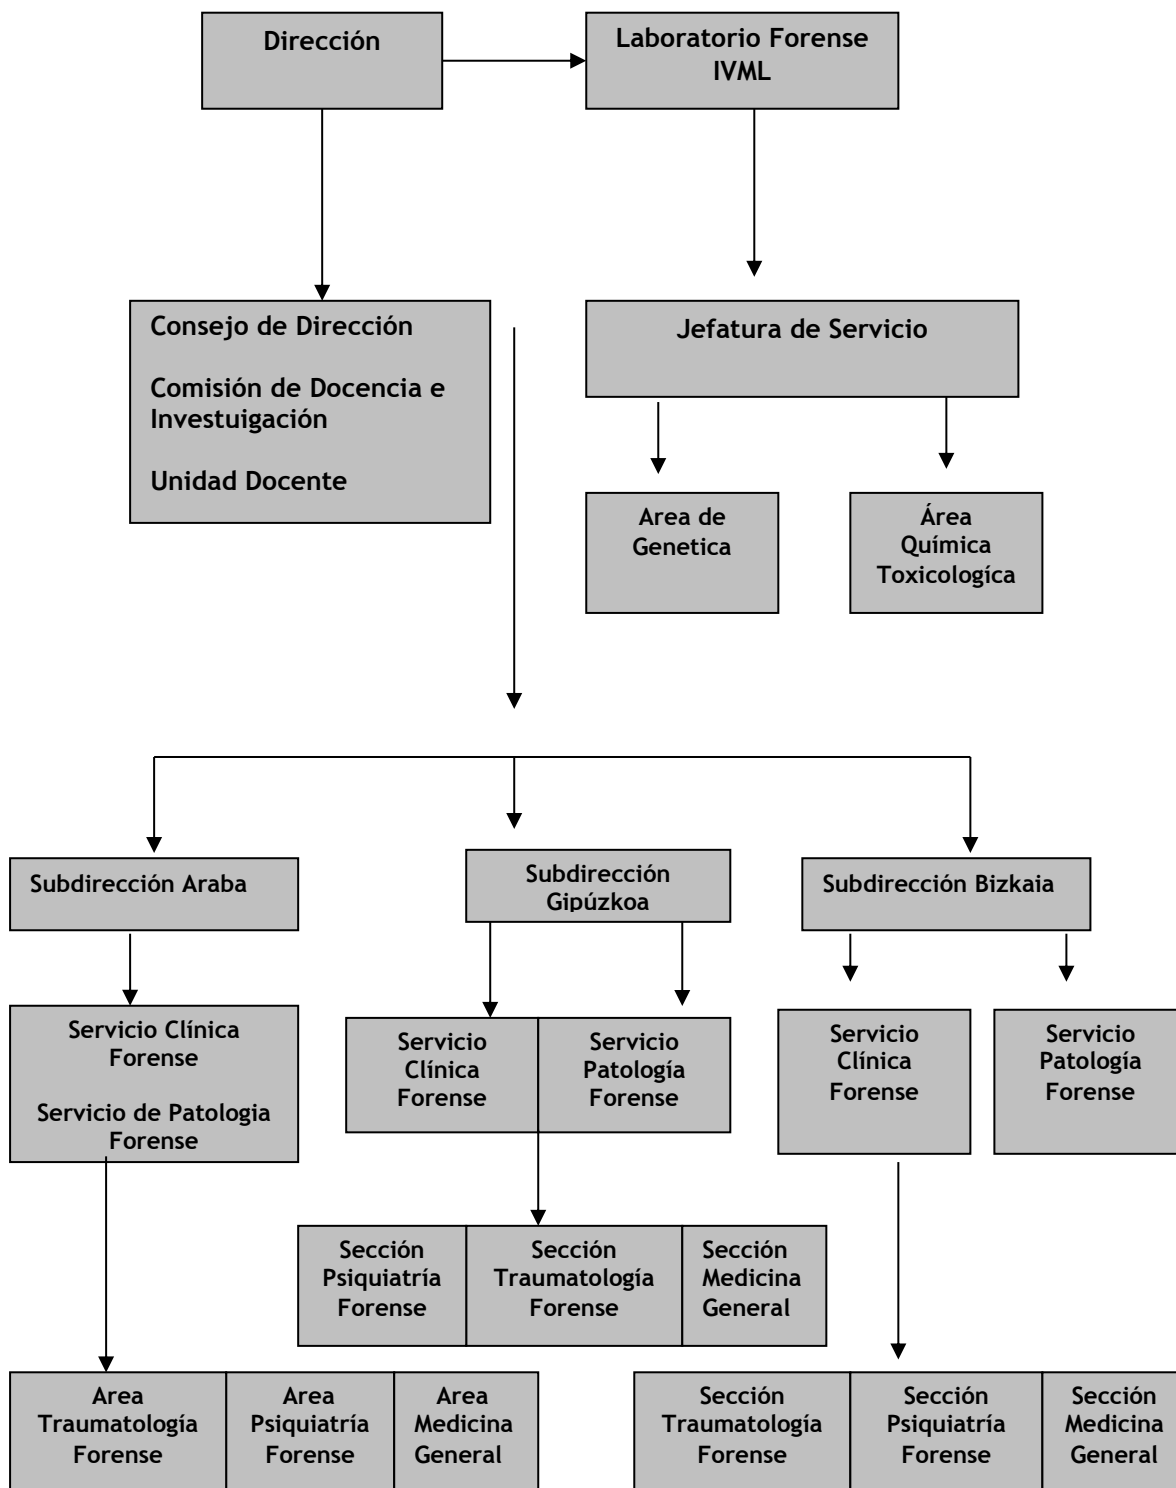 Dirección
Laboratorio Forense
IVML
Consejo de Dirección
Comisión de Docencia e
Investuigación
Unidad Docente
Jefatura de Servicio
Area de
Genetica
Área
Química
Toxicologíca
Subdirección Araba
Subdirección
Gipúzkoa
Subdirección Bizkaia
Servicio Clínica
Forense
Servicio de Patologia
Forense
Servicio
Clínica
Forense
Servicio
Patología
Forense
Servicio
Clínica
Forense
Servicio
Patología
Forense
Sección
Psiquiatría
Forense
Sección
Traumatología
Forense
Sección
Medicina
General
Area
Traumatología
Forense
Area
Psiquiatría
Forense
Area
Medicina
General
Sección
Traumatología
Forense
Sección
Psiquiatría
Forense
Sección
Medicina
General